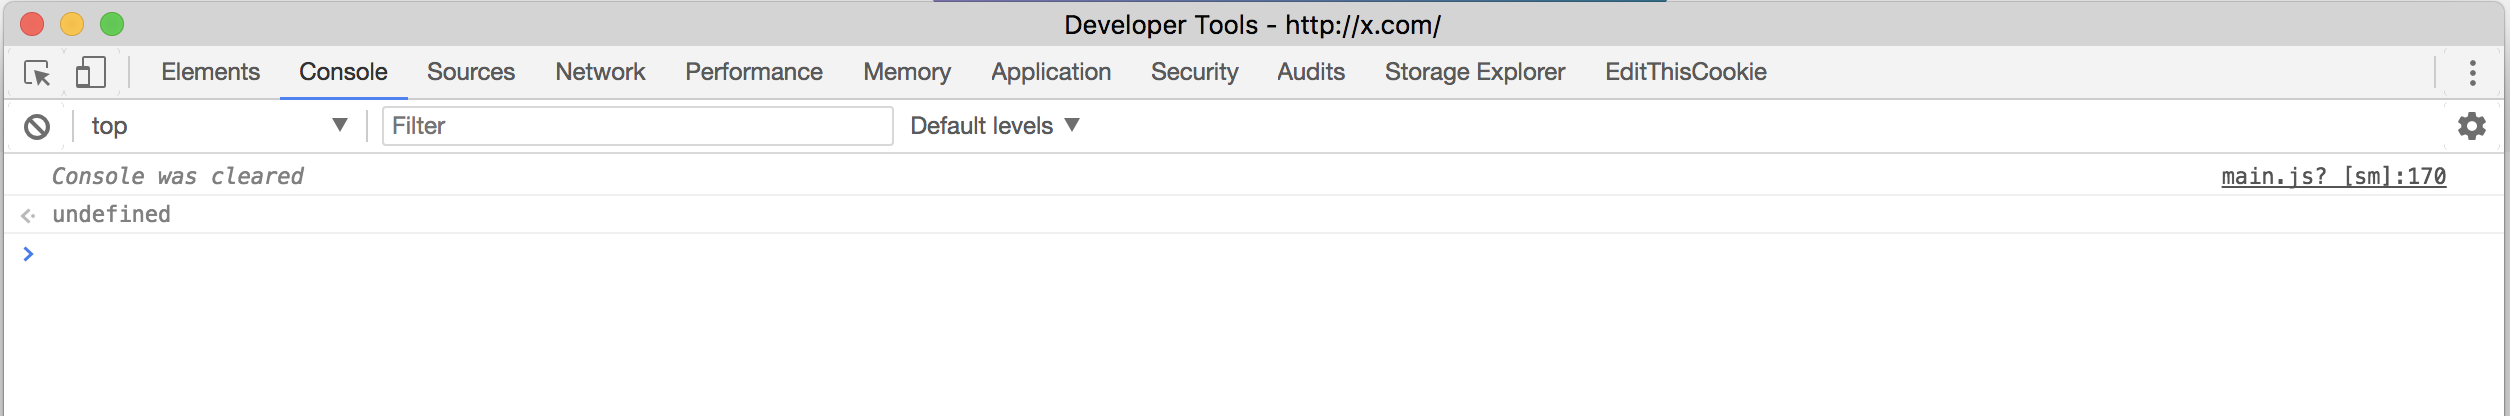 Developer Tools - http://x.com/
Elements Console Sources Network Performance Memory Application Security Audits Storage Explorer EditThisCookie
top Filter Default levels
Console was cleared main.js? [sm]:170
undefined